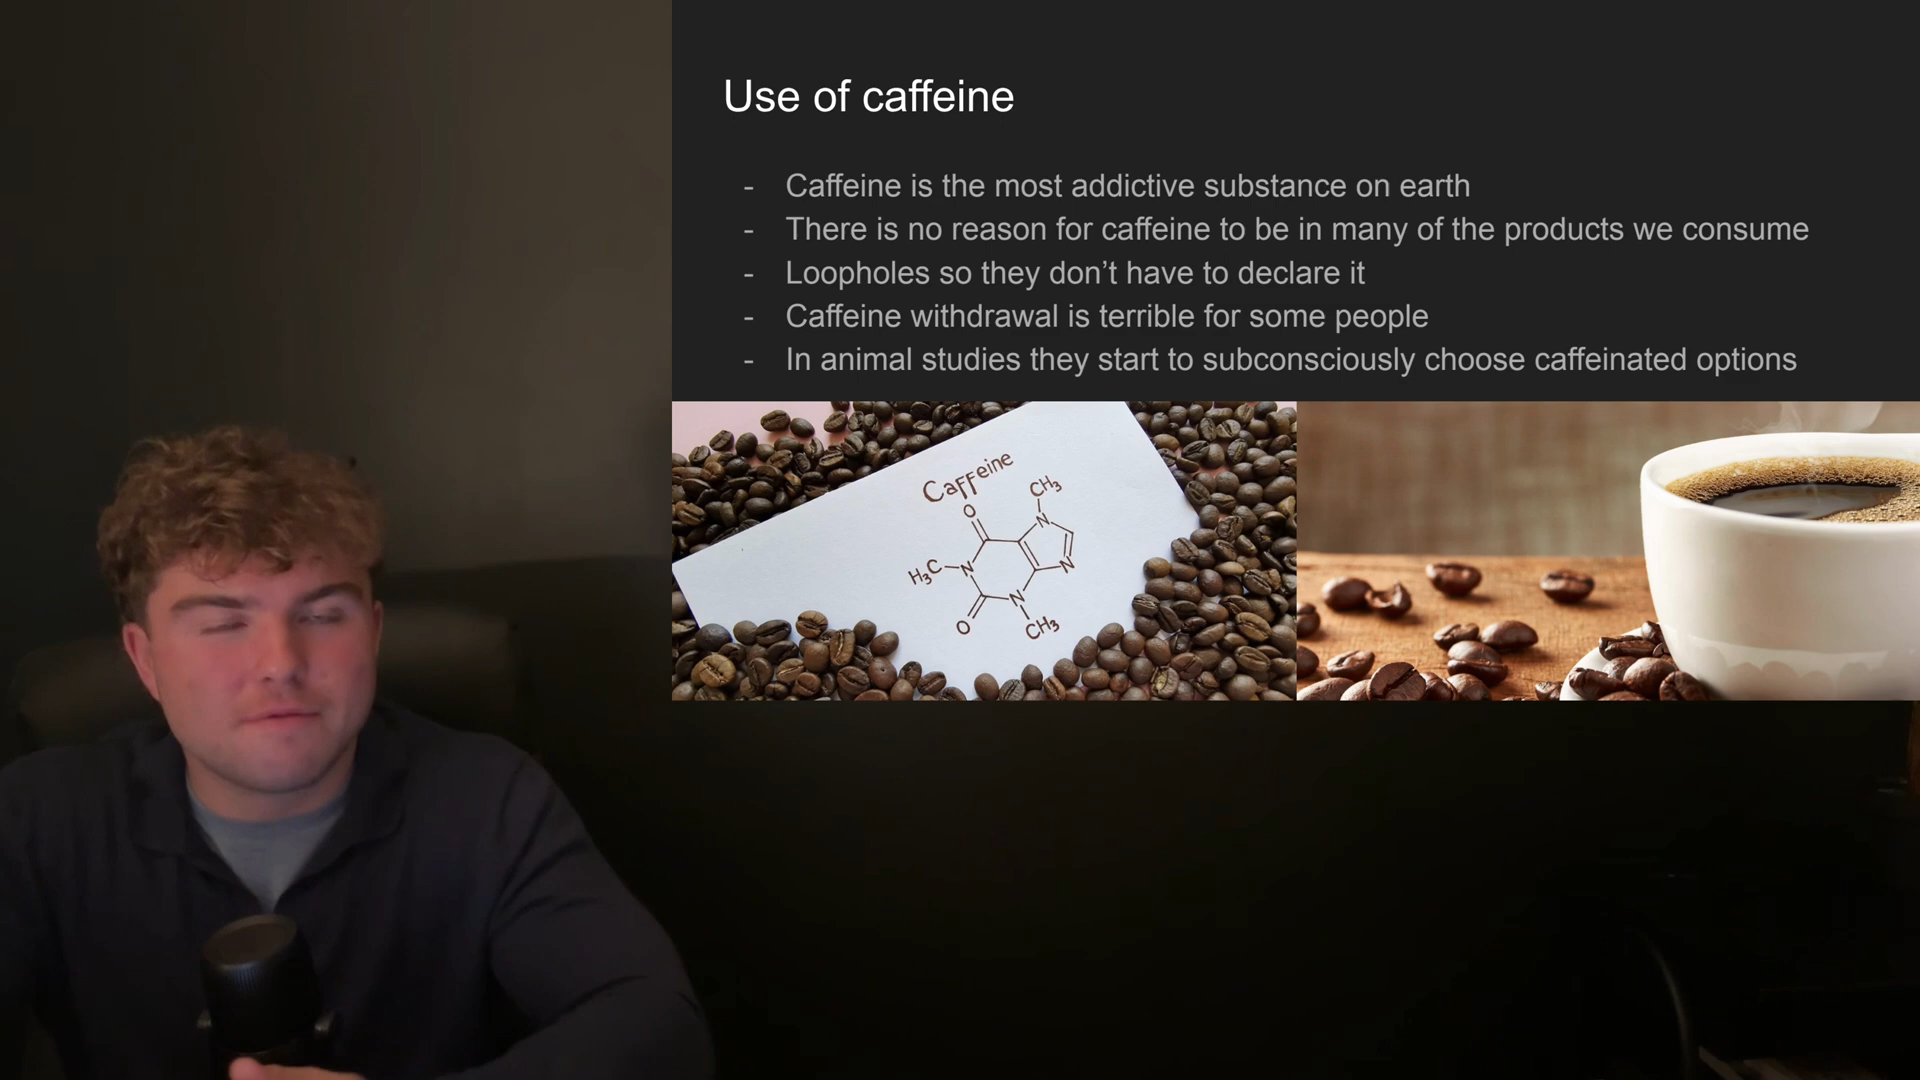 Use of caffeine
- Caffeine is the most addictive substance on earth
- There is no reason for caffeine to be in many of the products we consume
- Loopholes so they don’t have to declare it
- Caffeine withdrawal is terrible for some people
- In animal studies they start to subconsciously choose caffeinated options
Caffeine
CH3
O
N
H3C
N
N
N
O
CH3